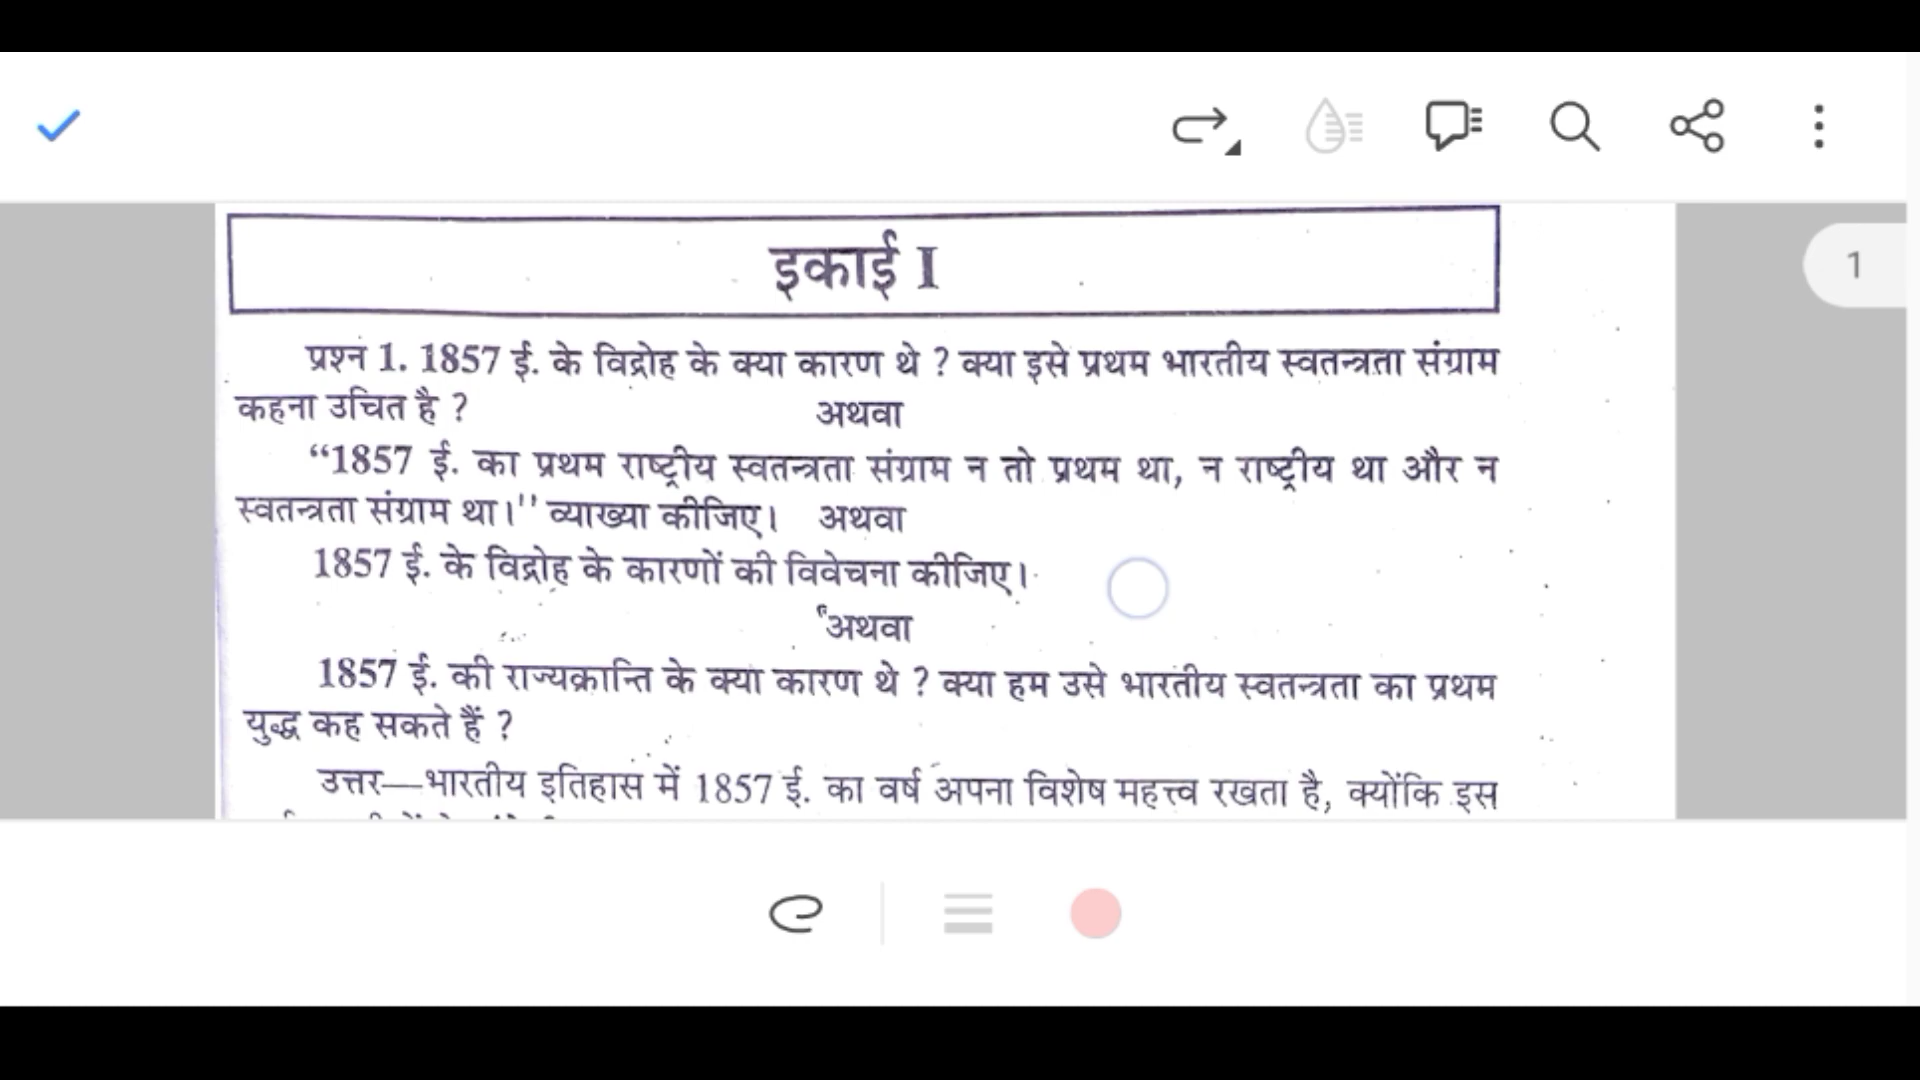 1
इकाई I
प्रश्न 1. 1857 ई. के विद्रोह के क्या कारण थे ? क्या इसे प्रथम भारतीय स्वतन्त्रता संग्राम
कहना उचित है ?
अथवा
“1857 ई. का प्रथम राष्ट्रीय स्वतन्त्रता संग्राम न तो प्रथम था, न राष्ट्रीय था और न
स्वतन्त्रता संग्राम था।'' व्याख्या कीजिए। अथवा
1857 ई. के विद्रोह के कारणों की विवेचना कीजिए।
अथवा
1857 ई. की राज्यक्रान्ति के क्या कारण थे ? क्या हम उसे भारतीय स्वतन्त्रता का प्रथम
युद्ध कह सकते हैं ?
उत्तर—भारतीय इतिहास में 1857 ई. का वर्ष अपना विशेष महत्त्व रखता है, क्योंकि इस